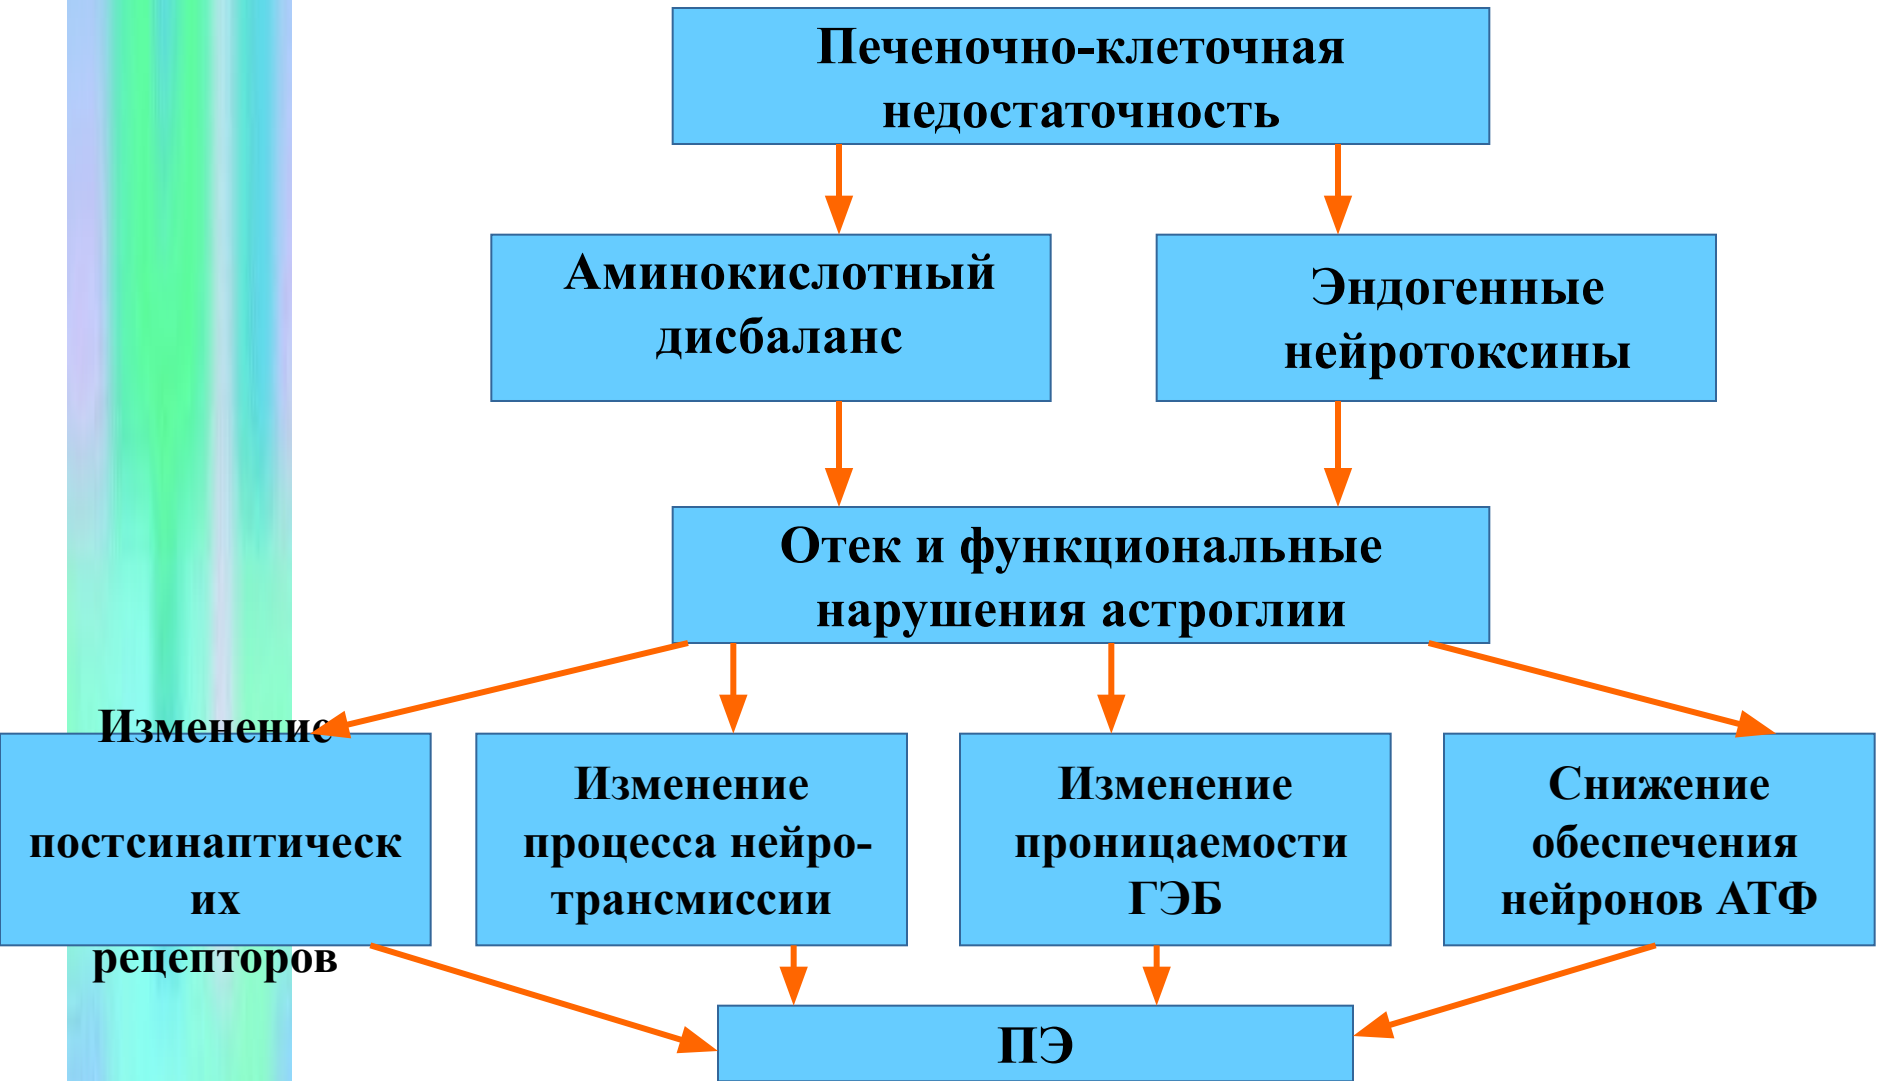 Печеночно-клеточная
недостаточность
Аминокислотный
дисбаланс
Эндогенные
нейротоксины
Отек и функциональные
нарушения астроглии
Изменение
постсинаптическ
их
рецепторов
Изменение
процесса нейро-
трансмиссии
Изменение
проницаемости
ГЭБ
Снижение
обеспечения
нейронов АТФ
ПЭ